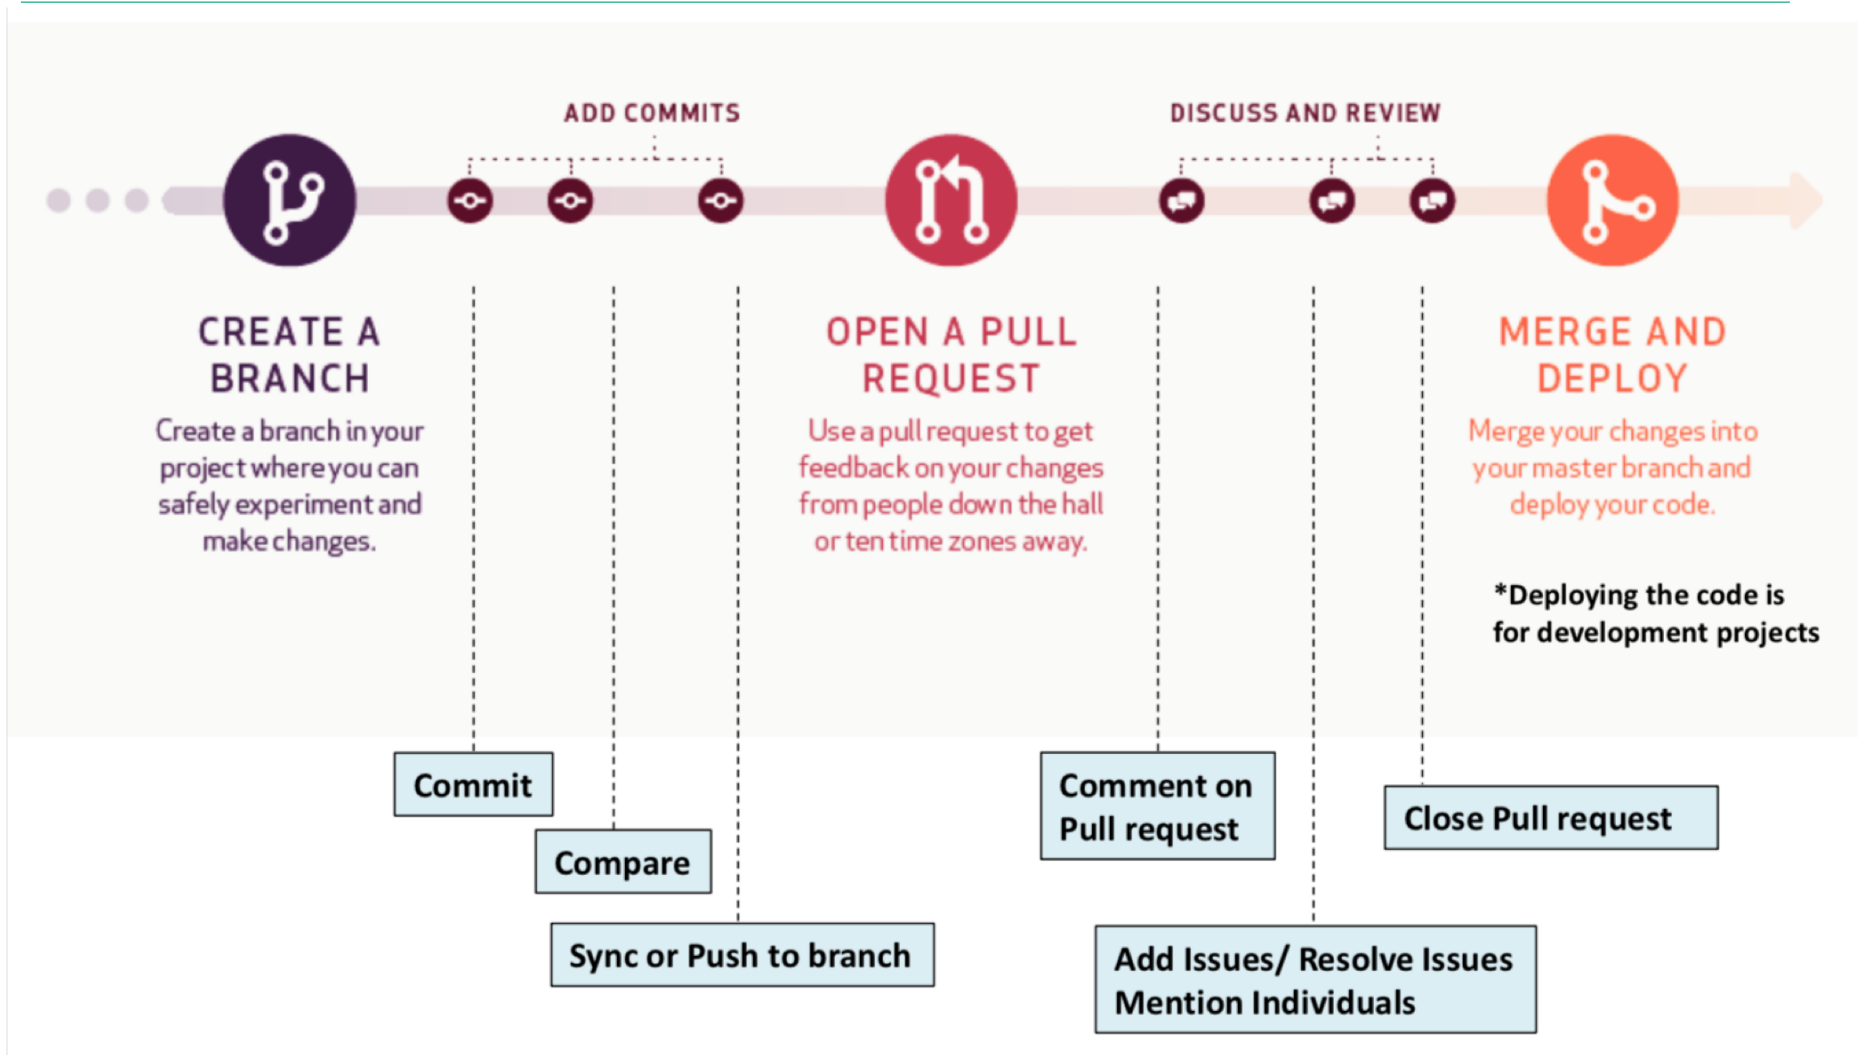 ADD COMMITS
DISCUSS AND REVIEW
CREATE A
BRANCH
Create a branch in your
project where you can
safely experiment and
make changes.
OPEN A PULL
REQUEST
Use a pull request to get
feedback on your changes
from people down the hall
or ten time zones away.
MERGE AND
DEPLOY
Merge your changes into
your master branch and
deploy your code.
*Deploying the code is
for development projects
Commit
Compare
Sync or Push to branch
Comment on
Pull request
Close Pull request
Add Issues/ Resolve Issues
Mention Individuals